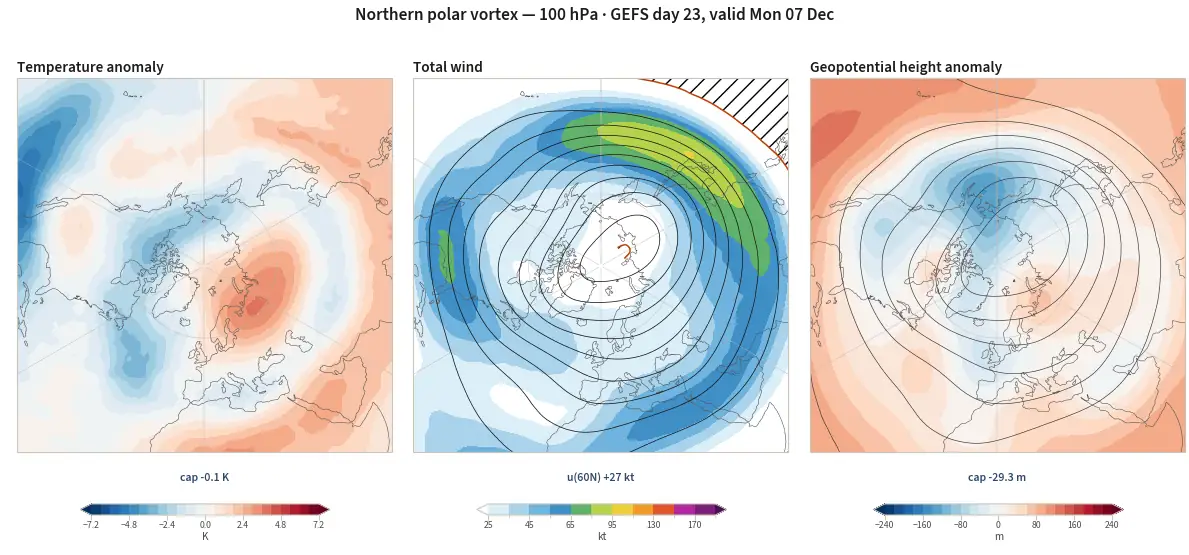 Northern polar vortex — 100 hPa · GEFS day 23, valid Mon 07 Dec
Temperature anomaly
Total wind
Geopotential height anomaly
cap -0.1 K
u(60N) +27 kt
cap -29.3 m
−7.2 −4.8 −2.4 0.0 2.4 4.8 7.2
K
25 45 65 95 130 170
kt
−240 −160 −80 0 80 160 240
m